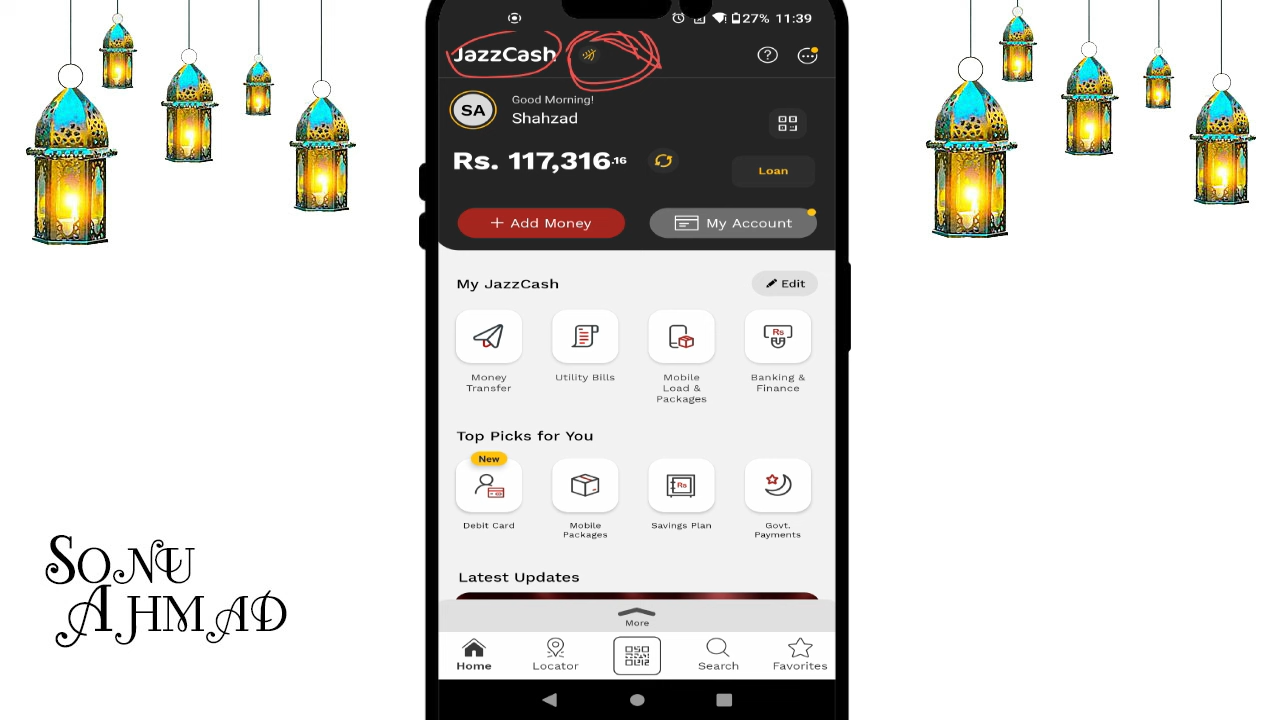 27% 11:39
JazzCash
SA
Good Morning!
Shahzad
Rs. 117,316.16
Loan
+ Add Money
My Account
My JazzCash
Edit
Money Transfer
Utility Bills
Mobile Load & Packages
Rs
Banking & Finance
Top Picks for You
New
Debit Card
Mobile Packages
Rs
Savings Plan
Govt. Payments
Latest Updates
More
Home
Locator
Search
Favorites
Sonu
Ahmad